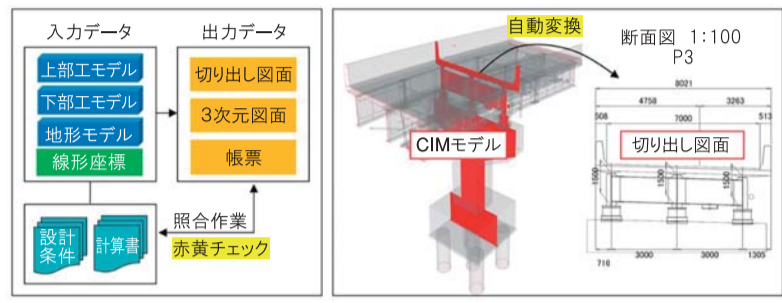 入力データ
出力データ
上部工モデル
下部工モデル
地形モデル
線形座標
切り出し図面
3次元図面
帳票
設計
条件
計算書
照合作業
赤黄チェック
自動変換
CIMモデル
断面図 1:100
P3
8021
4758
3263
508
7000
513
切り出し図面
1500
1500
1500
3000
3000
1305
716